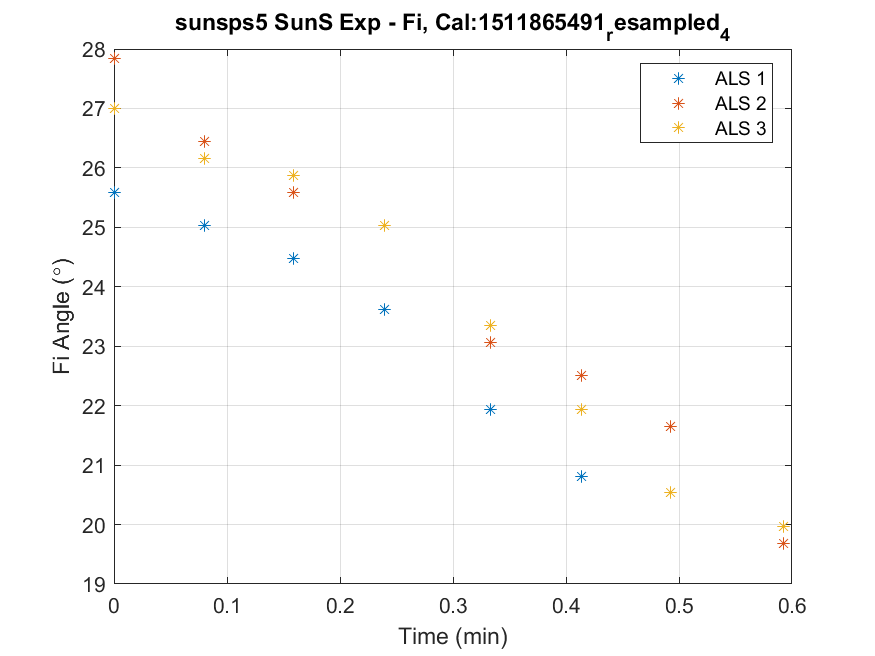 sunsps5 SunS Exp - Fi, Cal:1511865491resampled4
28
27
26
25
24
23
22
21
20
19
Fi Angle (°)
ALS 1
ALS 2
ALS 3
0
0.1
0.2
0.3
0.4
0.5
0.6
Time (min)